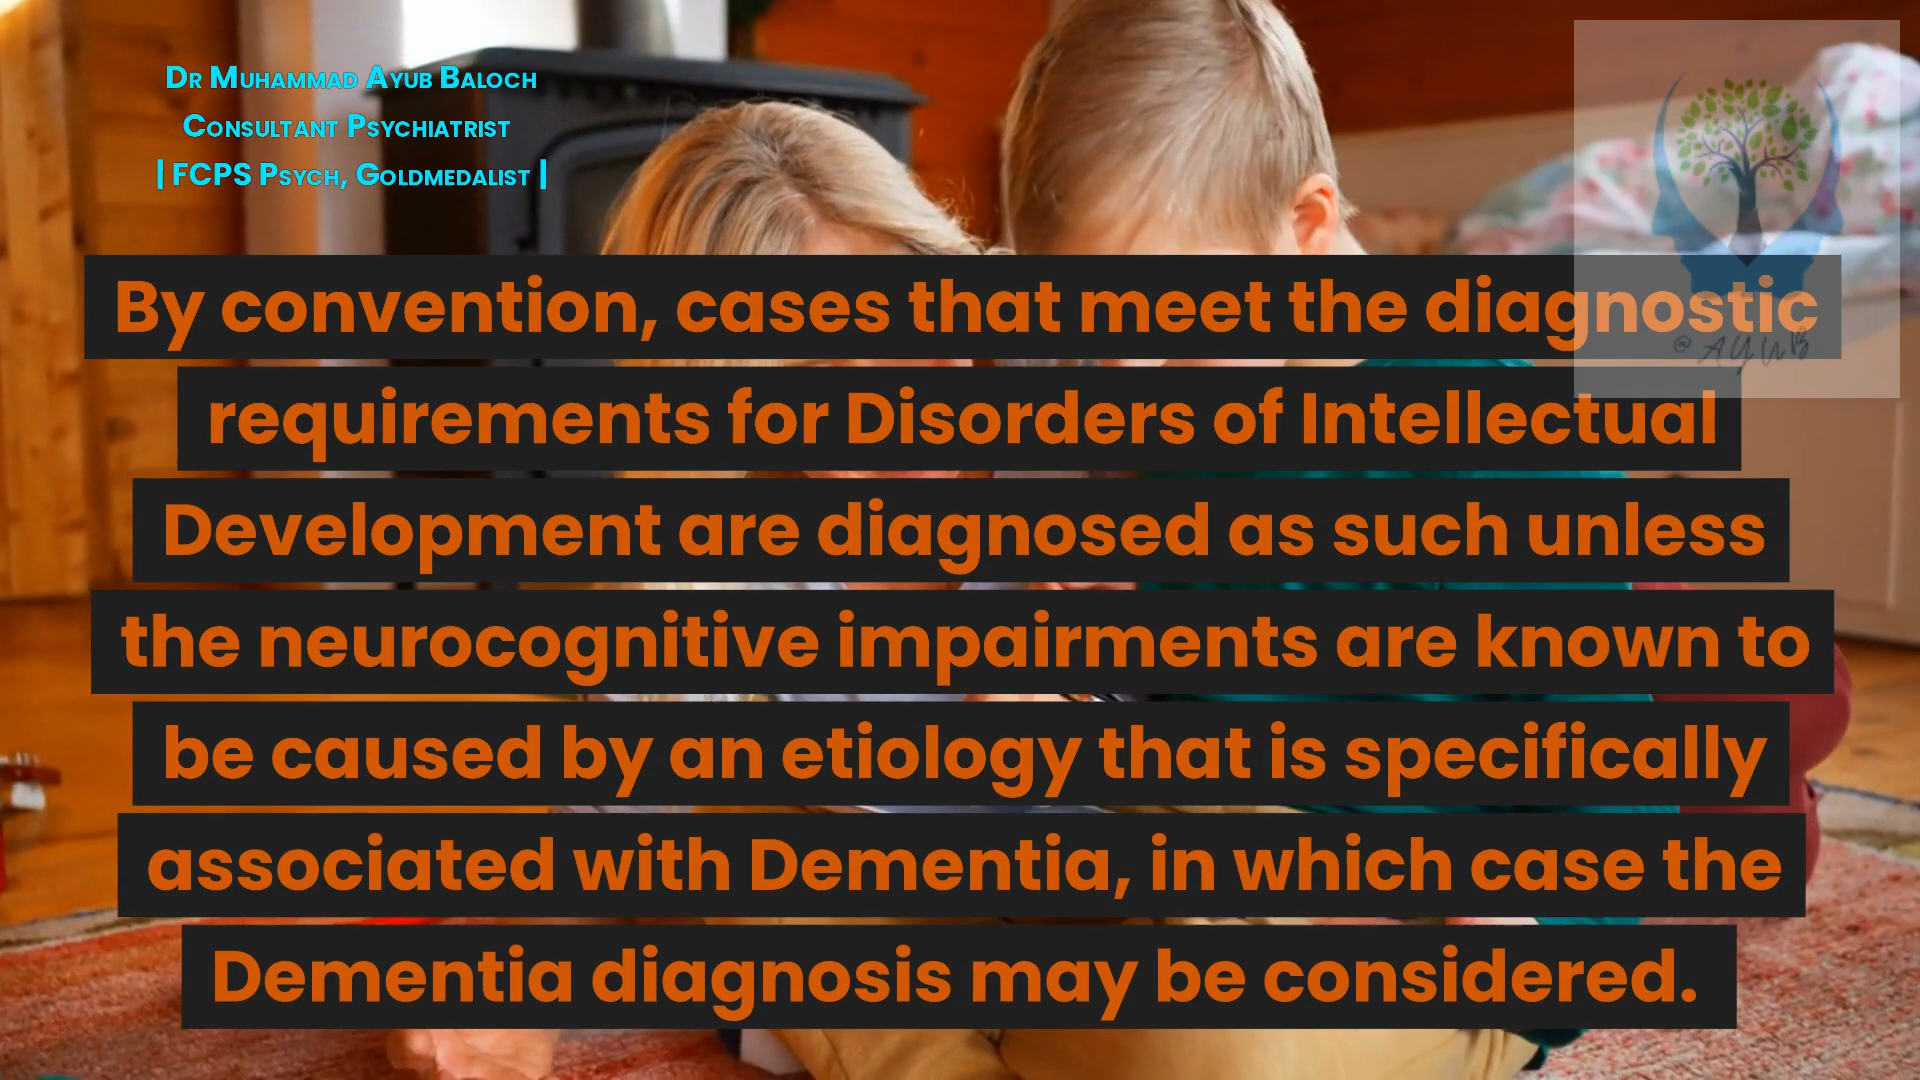 Dr Muhammad Ayub Baloch
Consultant Psychiatrist
| FCPS Psych, Goldmedalist |
By convention, cases that meet the diagnostic
requirements for Disorders of Intellectual
Development are diagnosed as such unless
the neurocognitive impairments are known to
be caused by an etiology that is specifically
associated with Dementia, in which case the
Dementia diagnosis may be considered.
@AYUB